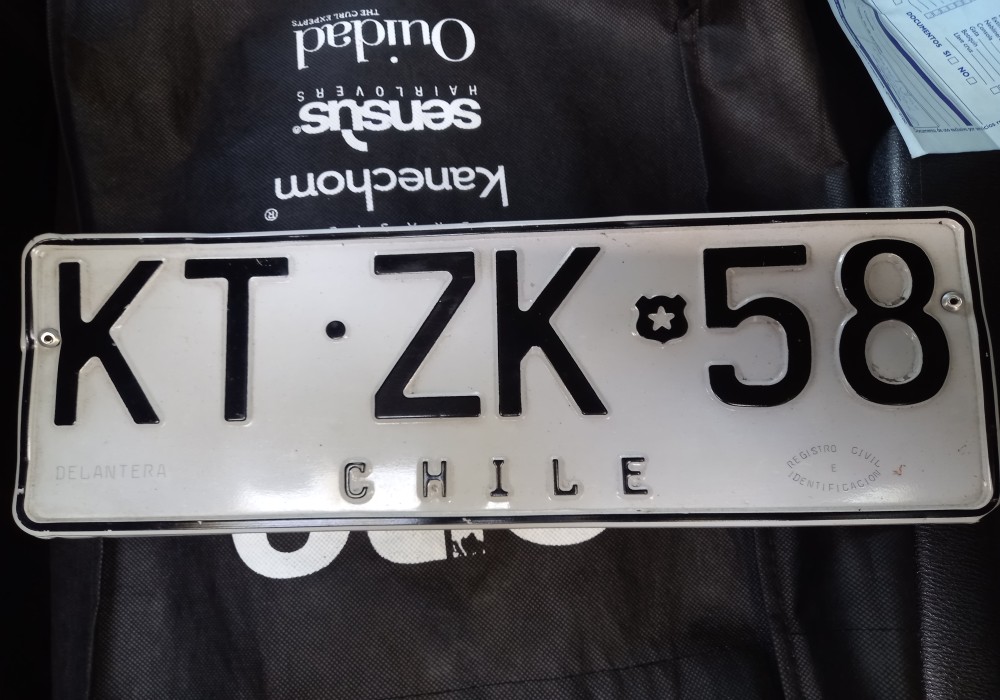 Ouidad
THE CURL EXPERTS
sensus®
HAIRLOVERS
Kanechom
®
DOCUMENTOS SI NO
KT·ZK 58
DELANTERA
CHILE
REGISTRO CIVIL
E
IDENTIFICACION